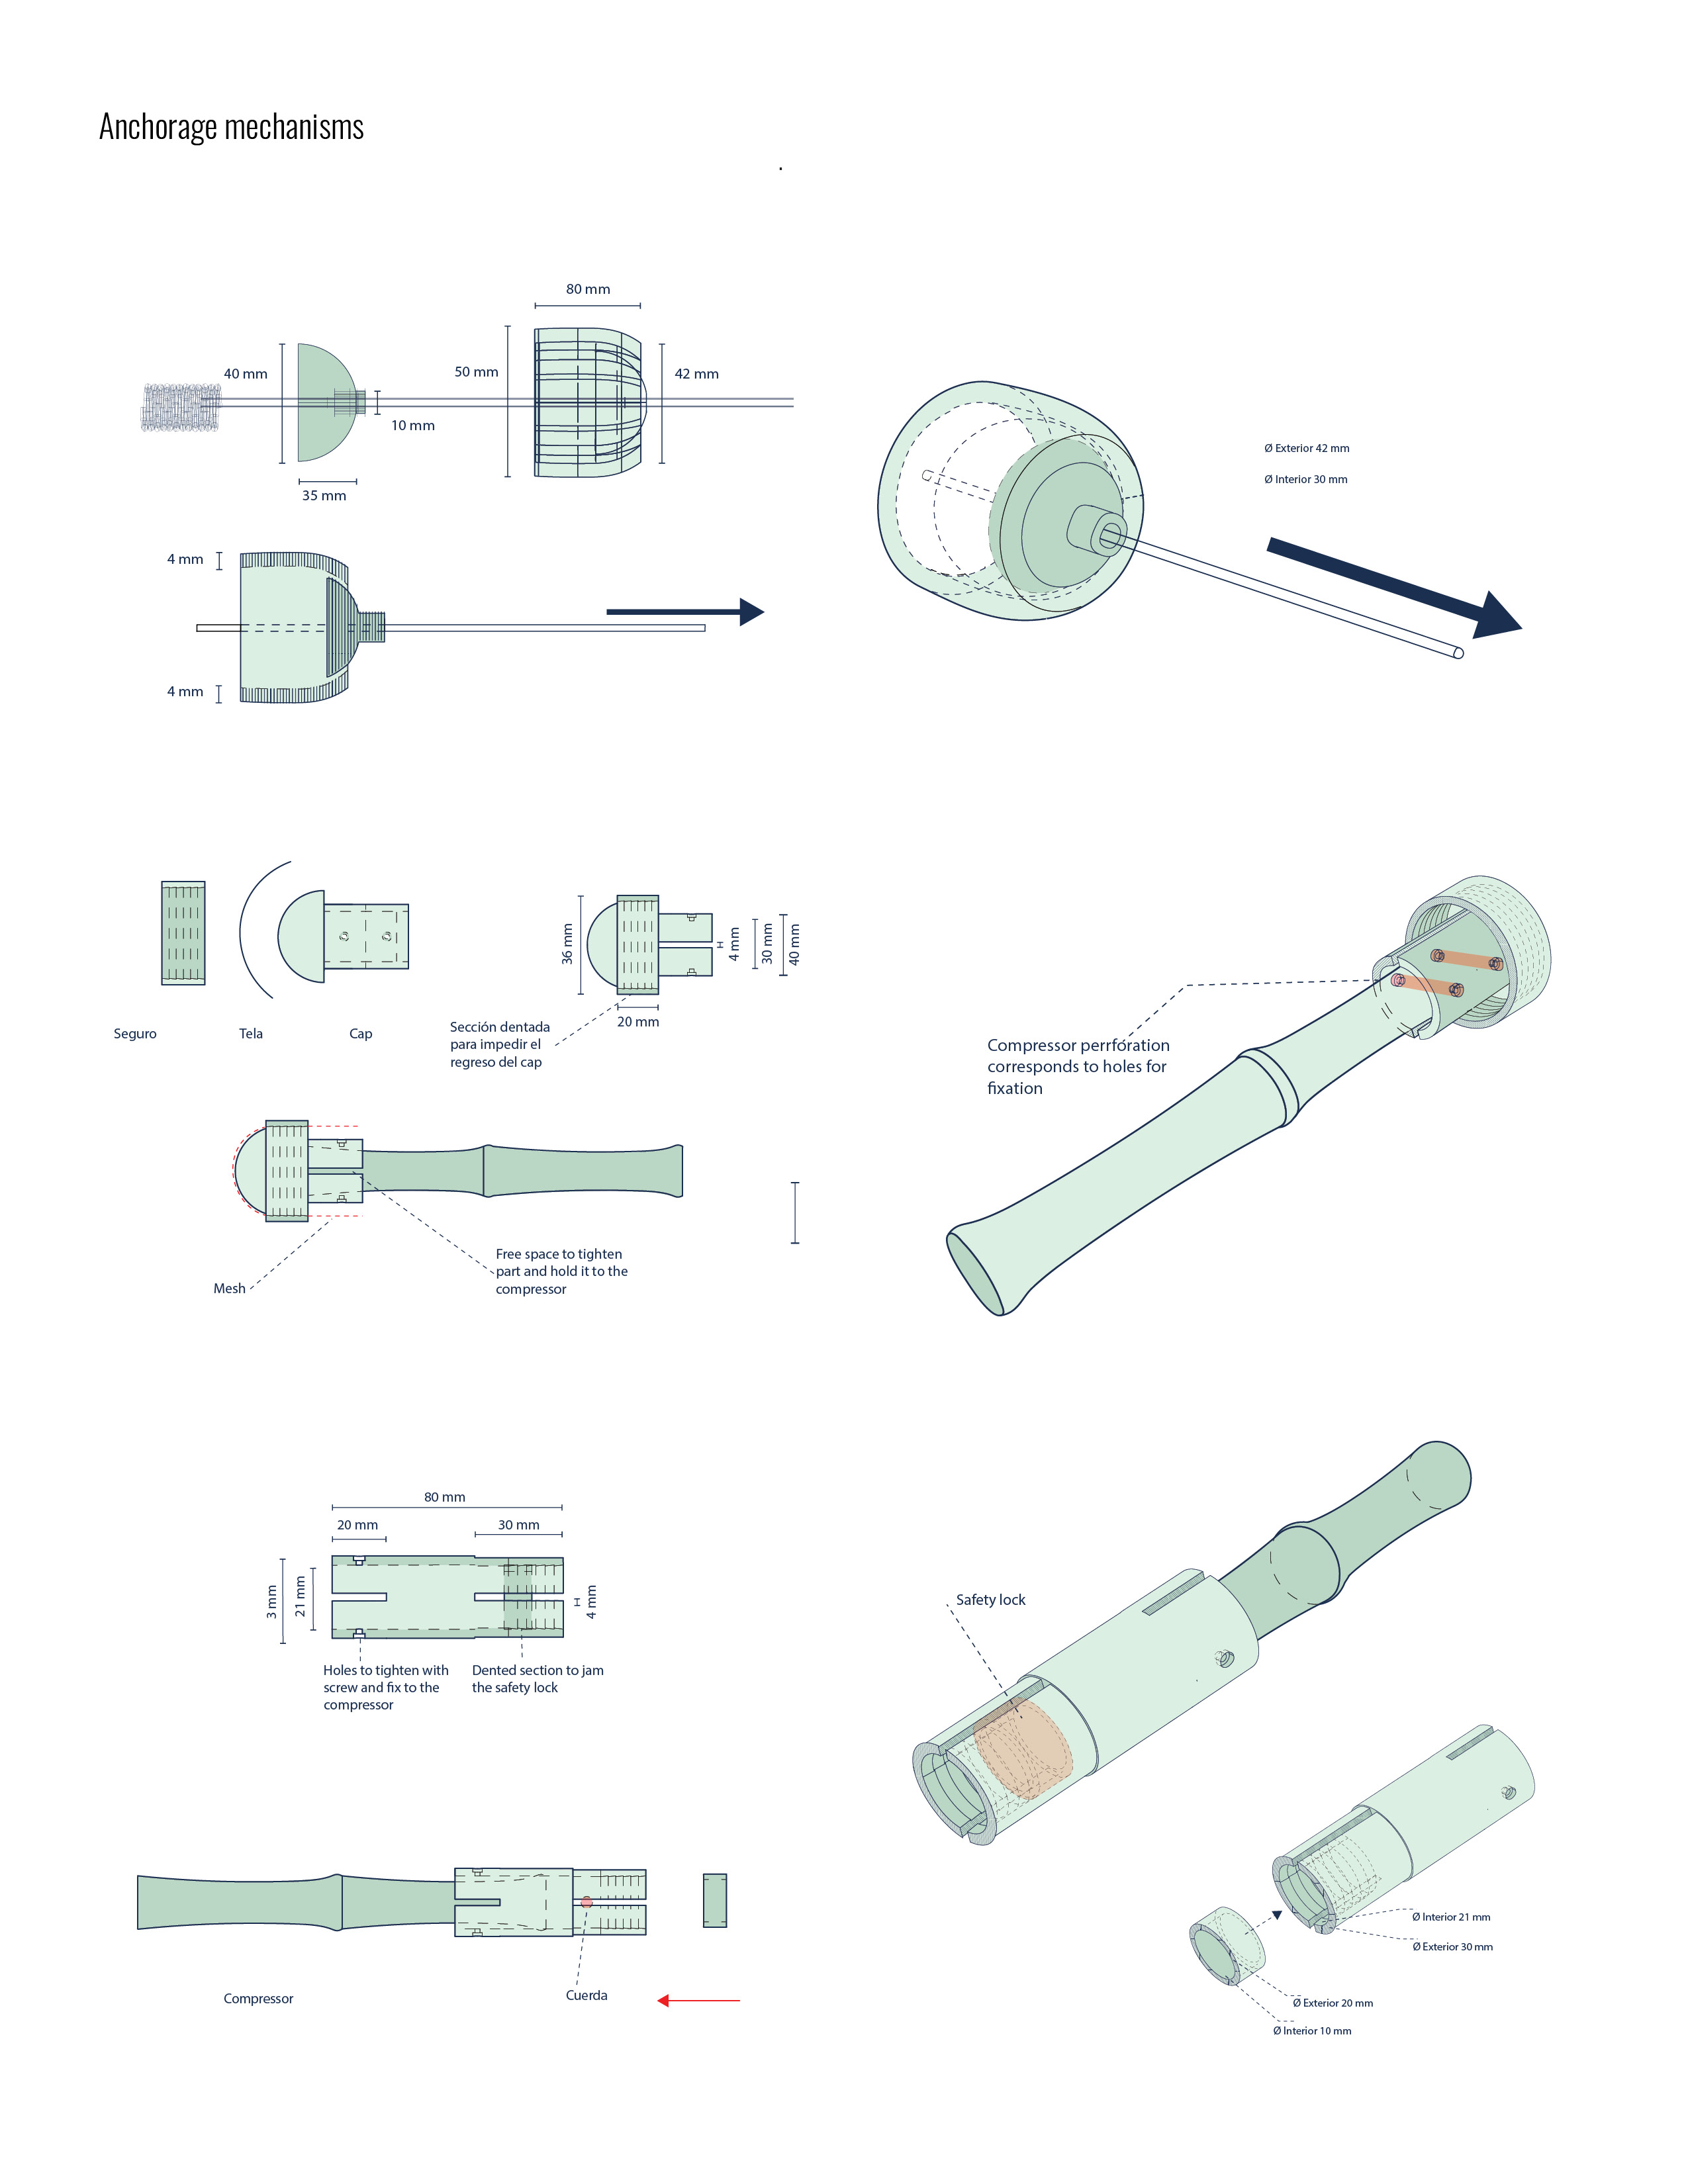 Anchorage mechanisms
80 mm
40 mm
50 mm
42 mm
10 mm
35 mm
Ø Exterior 42 mm
Ø Interior 30 mm
4 mm
4 mm
36 mm
4 mm
30 mm
40 mm
20 mm
Seguro
Tela
Cap
Sección dentada
para impedir el
regreso del cap
Compressor perrforation
corresponds to holes for
fixation
Mesh
Free space to tighten
part and hold it to the
compressor
80 mm
20 mm
30 mm
3 mm
21 mm
4 mm
Holes to tighten with
screw and fix to the
compressor
Dented section to jam
the safety lock
Safety lock
Ø Interior 21 mm
Ø Exterior 30 mm
Ø Exterior 20 mm
Ø Interior 10 mm
Compressor
Cuerda